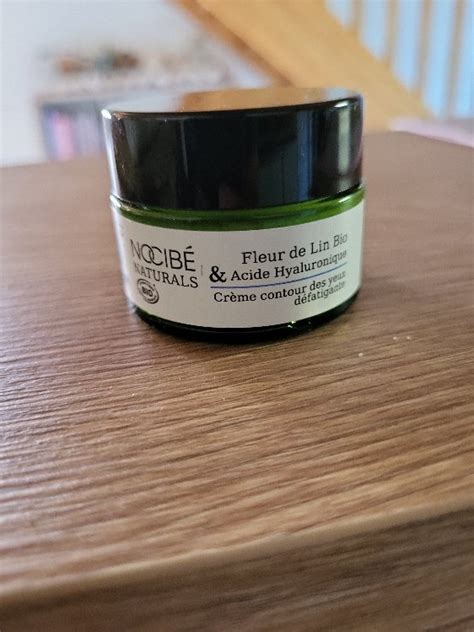 NOCIBÉ
NATURALS
BIO
Fleur de Lin Bio
& Acide Hyaluronique
Crème contour des yeux
défatigante